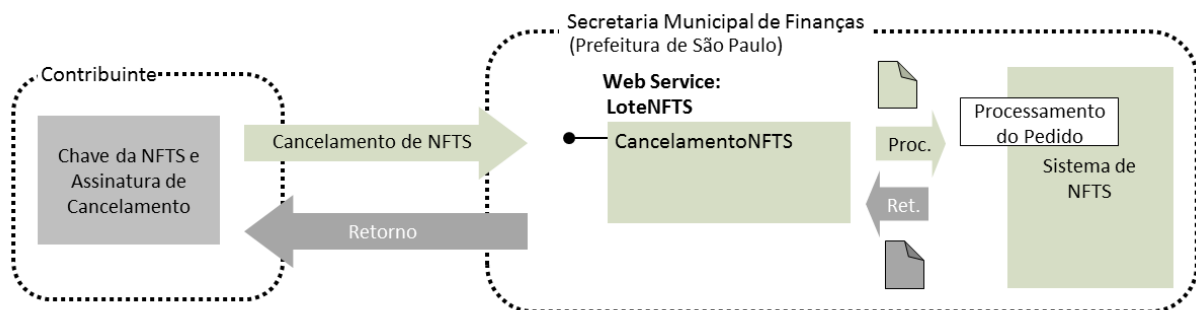 Secretaria Municipal de Finanças
(Prefeitura de São Paulo)
Contribuinte
Web Service:
LoteNFTS
Chave da NFTS e
Assinatura de
Cancelamento
Cancelamento de NFTS
Retorno
CancelamentoNFTS
Proc.
Ret.
Processamento
do Pedido
Sistema de
NFTS